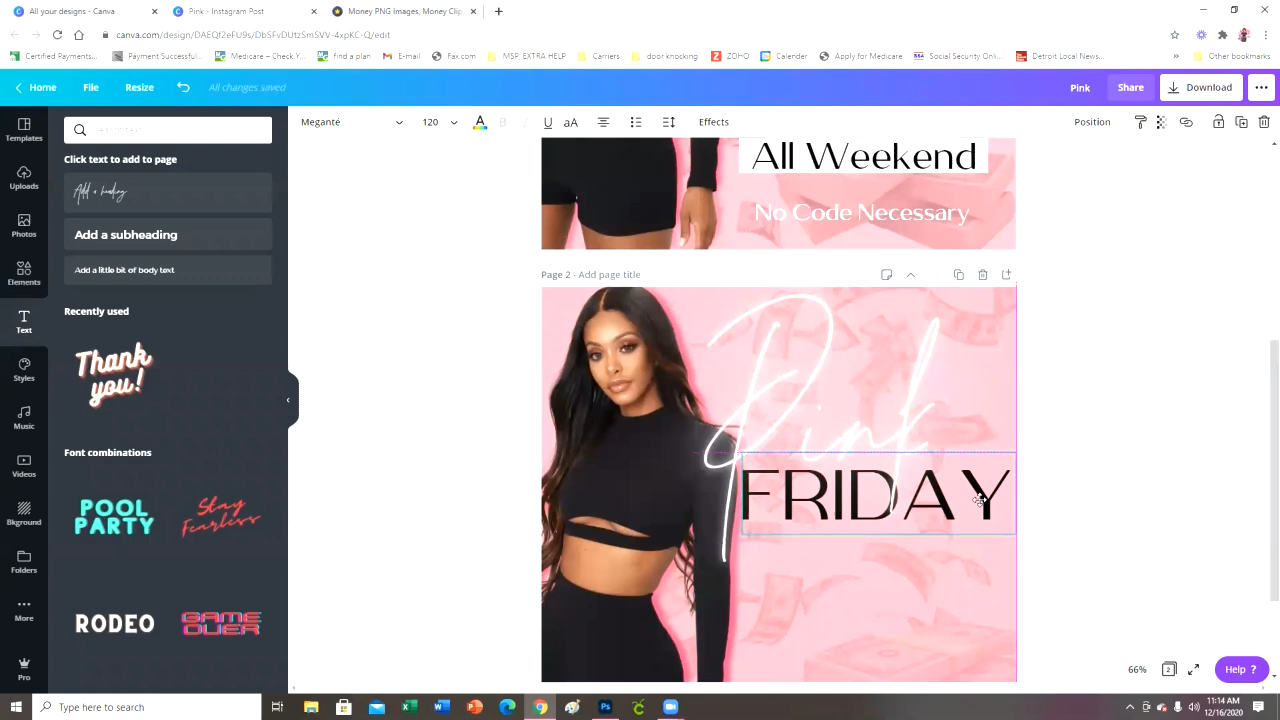 All your designs - Canva
Pink - Instagram Post
Money PNG Images, Money Clip
canva.com/design/DAEQf2eFU9s/DbSFvDUtzSmSVV-4xpKC-Q/edit
Certified Payments...
Payment Successful...
Medicare – Check Y...
find a plan
E-mail
Fax.com
MSP, EXTRA HELP
Carriers
door knocking
ZOHO
Calender
Apply for Medicare
Social Security Onli...
Detroit Local News...
Other bookmarks
Home
File
Resize
All changes saved
Pink
Share
Download
Templates
Uploads
Photos
Elements
Text
Styles
Music
Videos
Bkground
Folders
More
Pro
Click text to add to page
Add a heading
Add a subheading
Add a little bit of body text
Recently used
Thank
you!
Font combinations
POOL
PARTY
Stay
Fearless
RODEO
GAME
OVER
Meganté
120
A
B
I
U
aA
Effects
Position
All Weekend
No Code Necessary
Page 2 - Add page title
Pink
FRIDAY
66%
2
Help ?
Type here to search
11:14 AM
12/16/2020